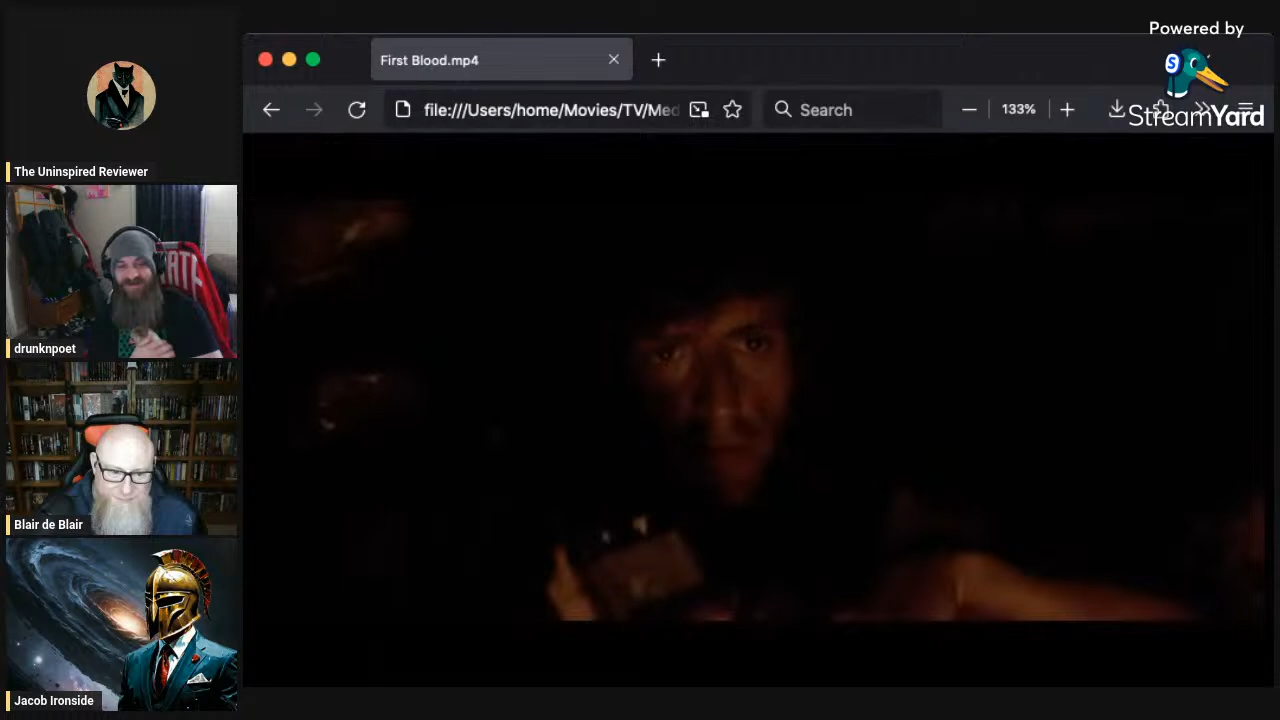 Powered by
StreamYard
First Blood.mp4
file:///Users/home/Movies/TV/Med
Search
133%
The Uninspired Reviewer
drunknpoet
Blair de Blair
Jacob Ironside